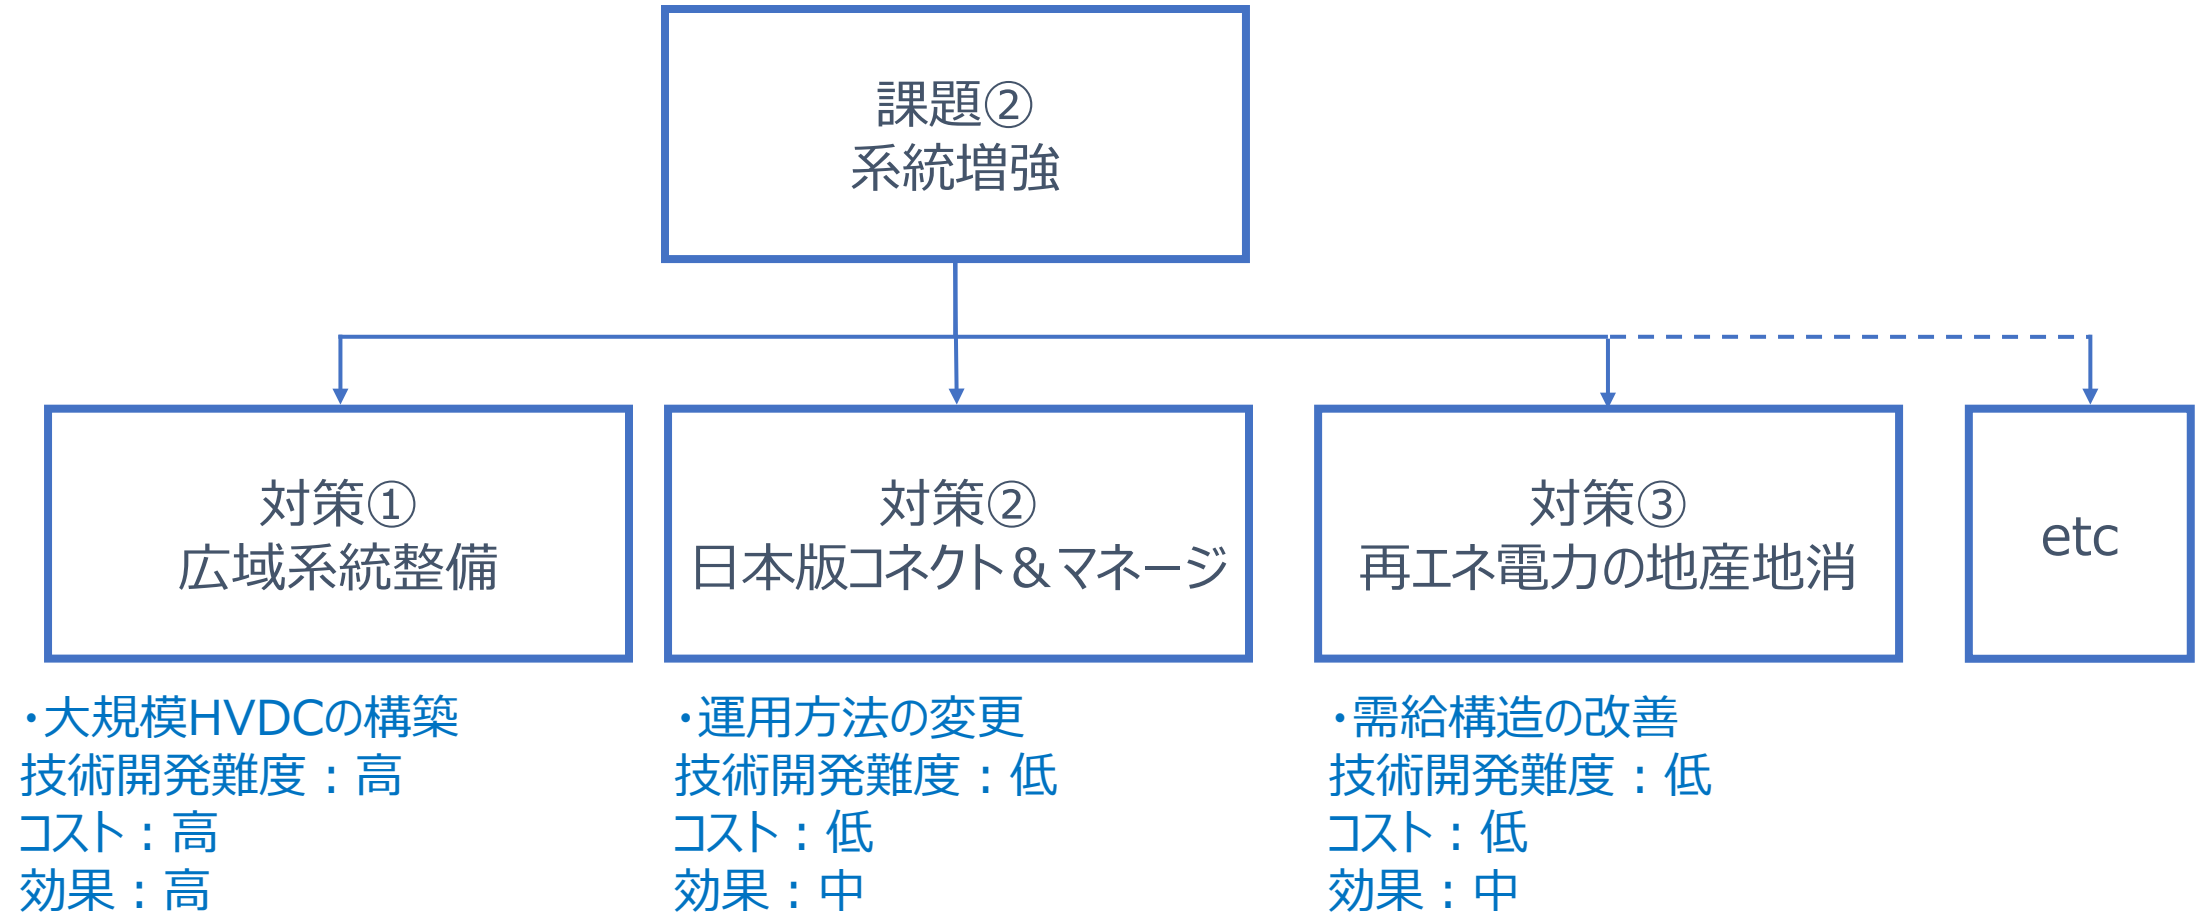 課題②
系統増強
対策①
広域系統整備
対策②
日本版コネクト＆マネージ
対策③
再エネ電力の地産地消
etc
・大規模HVDCの構築
技術開発難度：高
コスト：高
効果：高
・運用方法の変更
技術開発難度：低
コスト：低
効果：中
・需給構造の改善
技術開発難度：低
コスト：低
効果：中